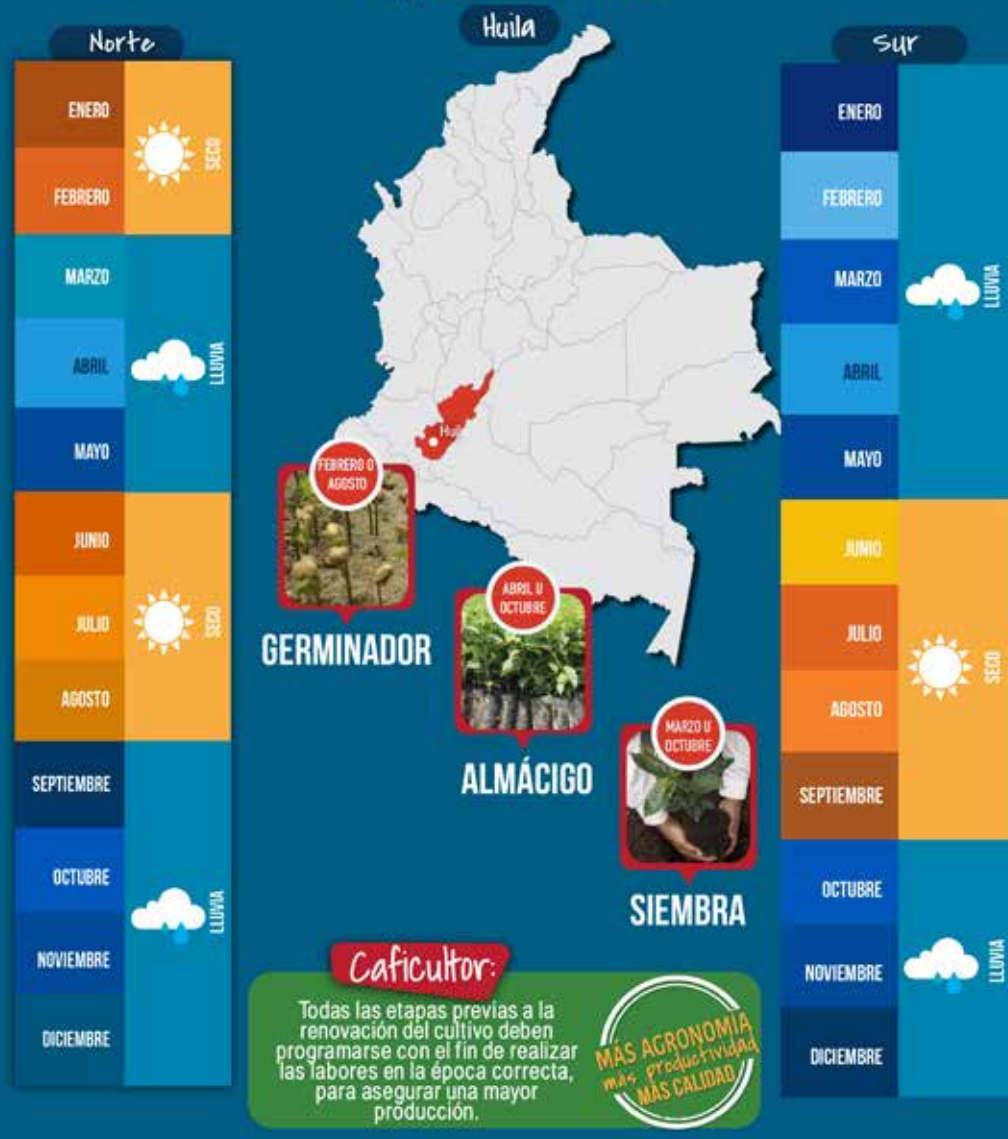 Huila
Norte
ENERO
FEBRERO
SECO
MARZO
ABRIL
MAYO
LLUVIA
JUNIO
JULIO
AGOSTO
SECO
SEPTIEMBRE
OCTUBRE
NOVIEMBRE
DICIEMBRE
LLUVIA
Huila
FEBRERO O
AGOSTO
GERMINADOR
ABRIL U
OCTUBRE
ALMÁCIGO
MARZO U
OCTUBRE
SIEMBRA
Caficultor:
Todas las etapas previas a la
renovación del cultivo deben
programarse con el fin de realizar
las labores en la época correcta,
para asegurar una mayor
producción.
MÁS AGRONOMÍA
más productividad
MÁS CALIDAD
Sur
ENERO
FEBRERO
MARZO
ABRIL
MAYO
LLUVIA
JUNIO
JULIO
AGOSTO
SEPTIEMBRE
SECO
OCTUBRE
NOVIEMBRE
DICIEMBRE
LLUVIA